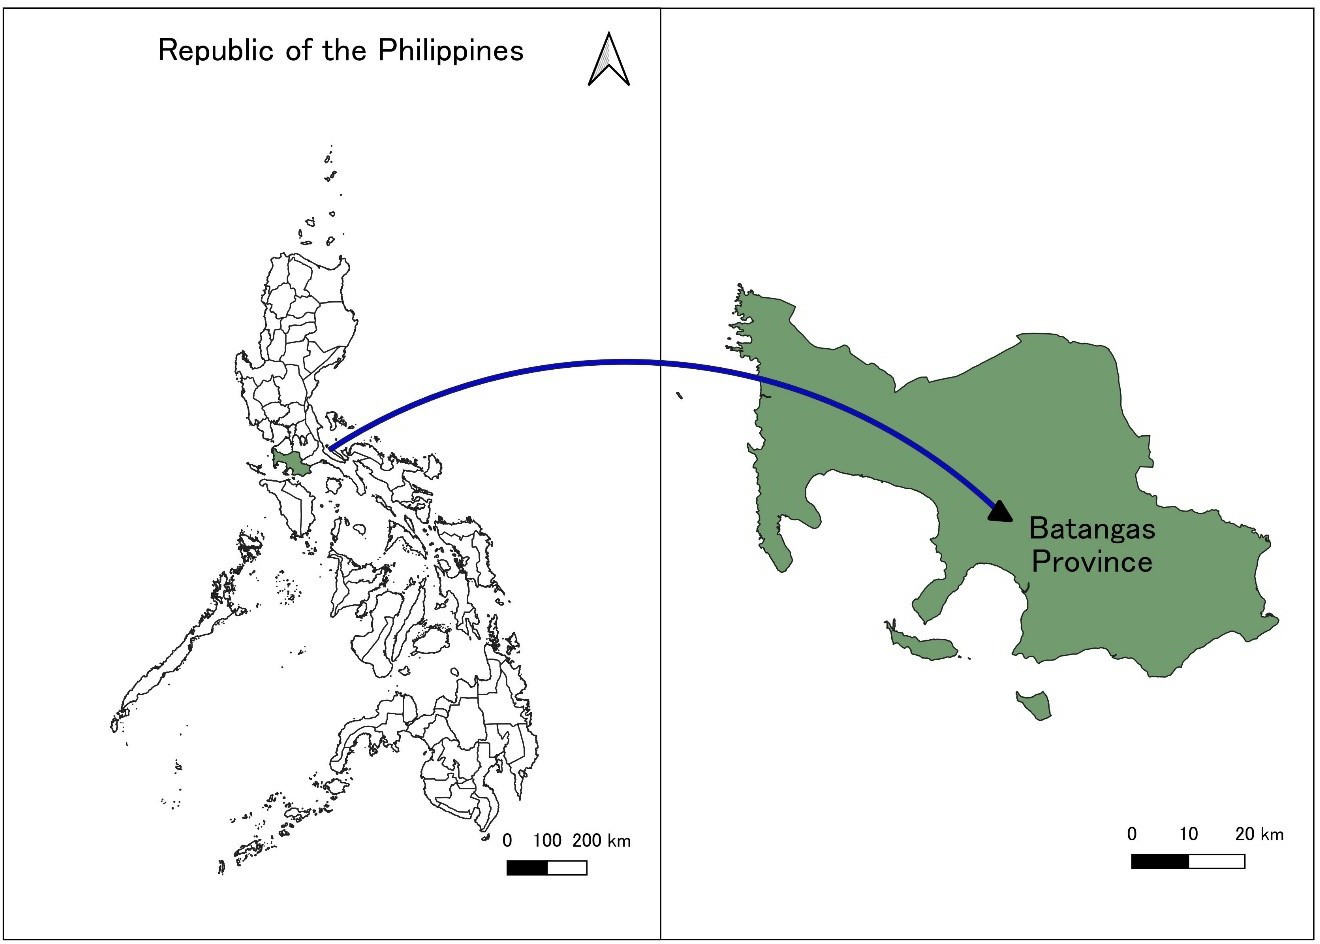 Republic of the Philippines
Batangas
Province
0 100 200 km
0 10 20 km